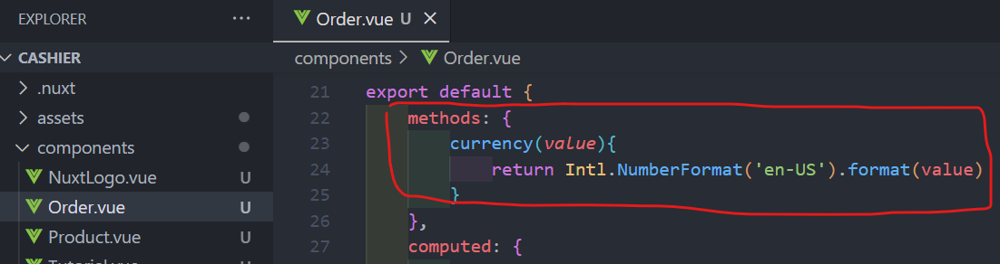 EXPLORER
···
CASHIER
.nuxt
assets
components
NuxtLogo.vue U
Order.vue U
Product.vue U
Order.vue U
components > Order.vue
21 export default {
22 methods: {
23 currency(value){
24 return Intl.NumberFormat('en-US').format(value)
25 }
26 },
27 computed: {